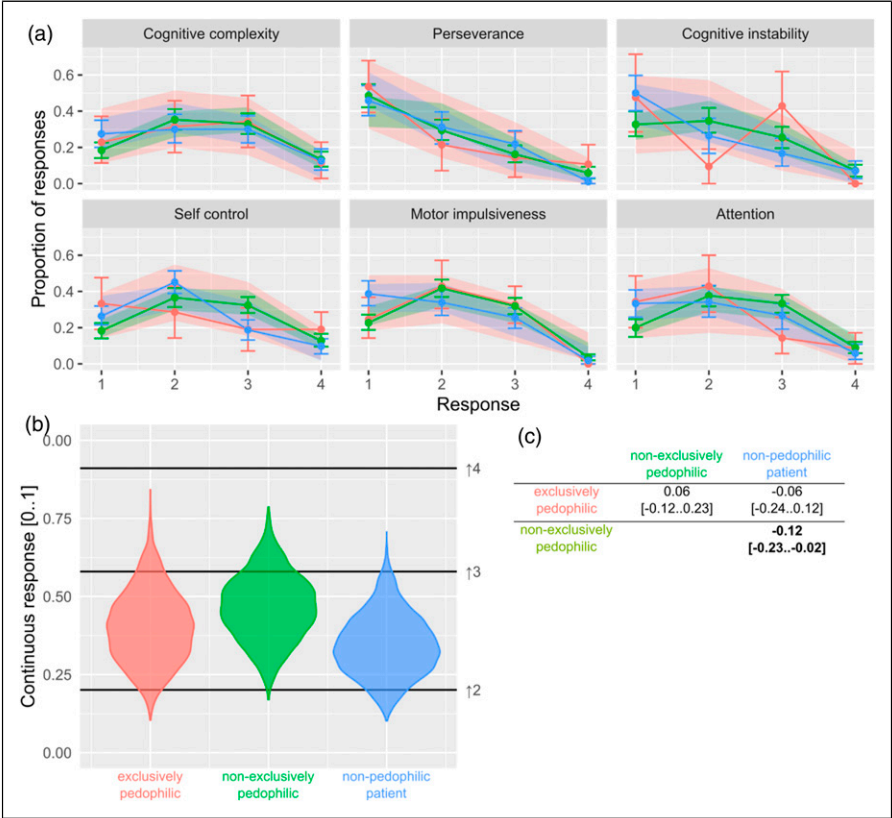 (a)
Cognitive complexity
Perseverance
Cognitive instability
0.6
0.4
0.2
0.0
Self control
Motor impulsiveness
Attention
0.6
0.4
0.2
0.0
Proportion of responses
1 2 3 4
1 2 3 4
1 2 3 4
Response
(b)
0.00
0.75
0.50
0.25
0.00
Continuous response [0..1]
↑4
↑3
↑2
exclusively
pedophilic
non-exclusively
pedophilic
non-pedophilic
patient
(c)
non-exclusively
pedophilic
non-pedophilic
patient
exclusively
pedophilic
0.06
[-0.12..0.23]
-0.06
[-0.24..0.12]
non-exclusively
pedophilic
-0.12
[-0.23..-0.02]